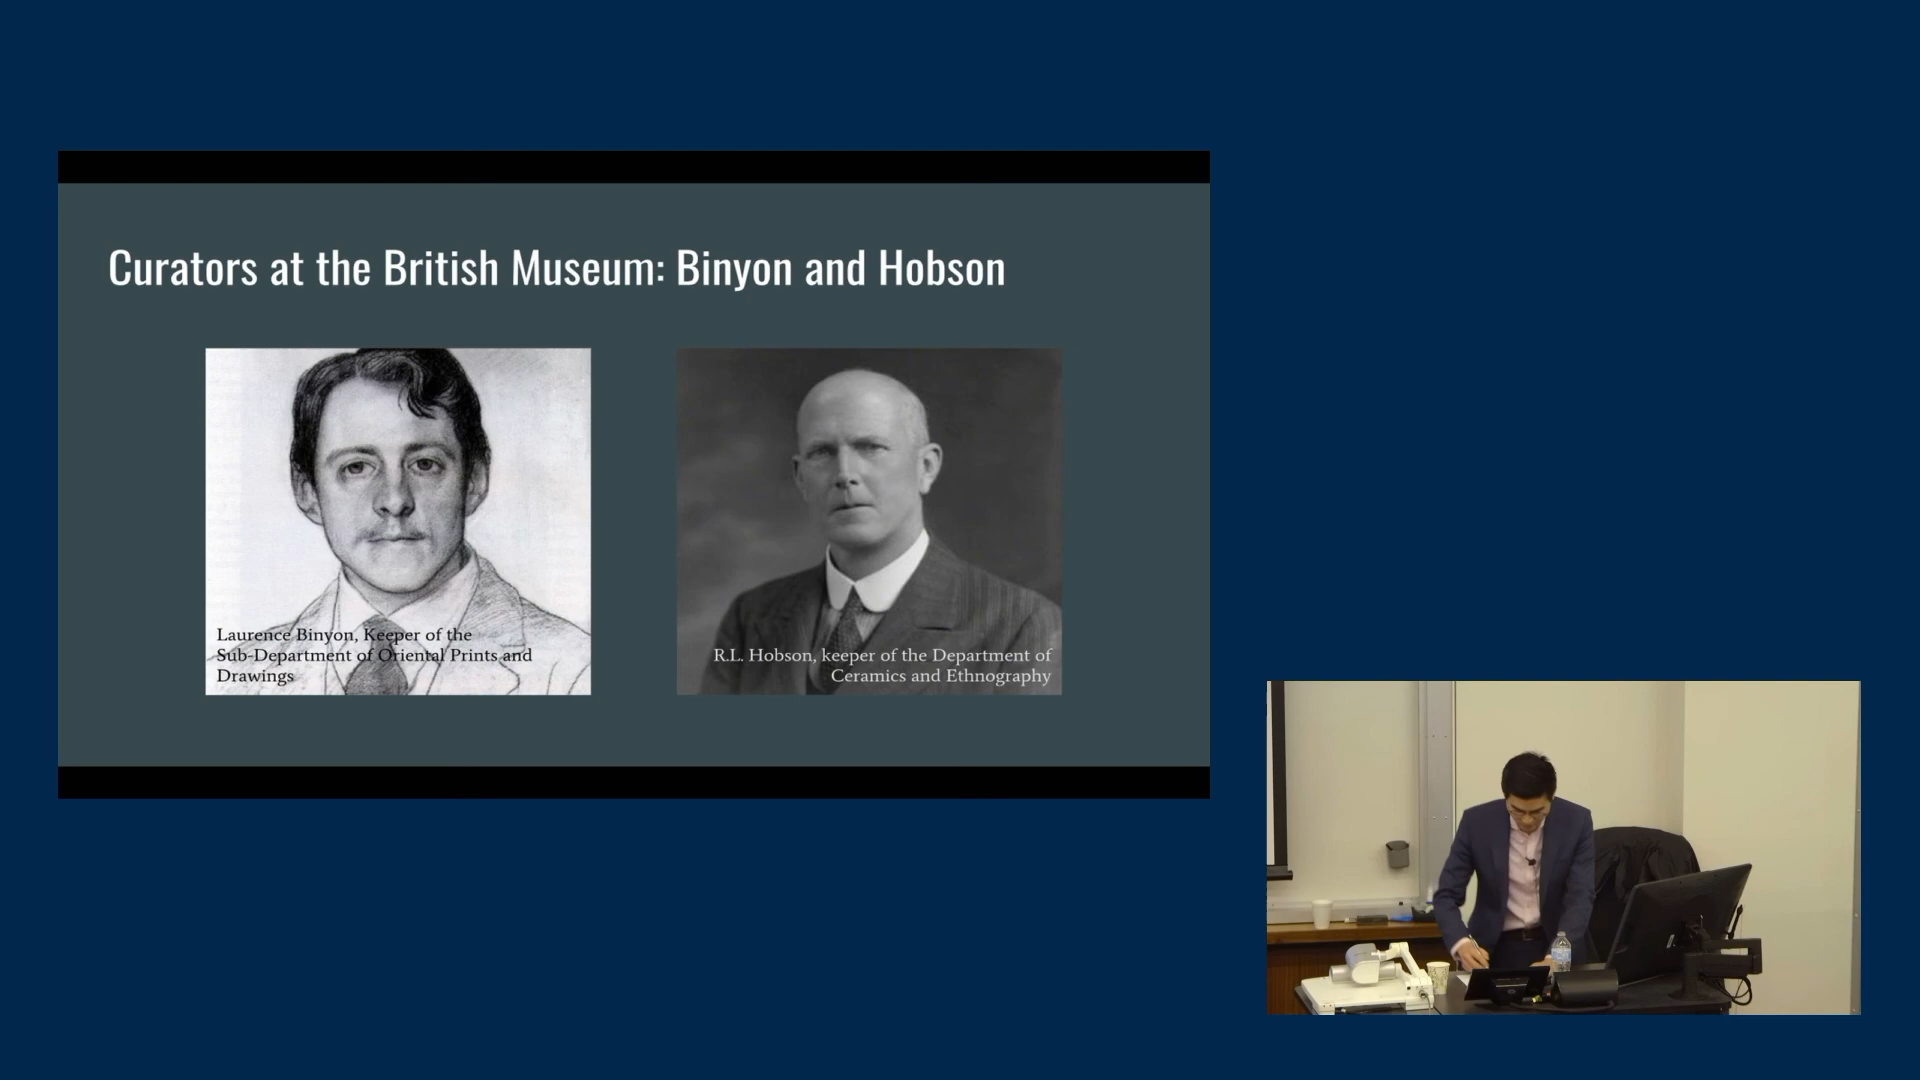 Curators at the British Museum: Binyon and Hobson
Laurence Binyon, Keeper of the
Sub-Department of Oriental Prints and
Drawings
R.L. Hobson, keeper of the Department of
Ceramics and Ethnography